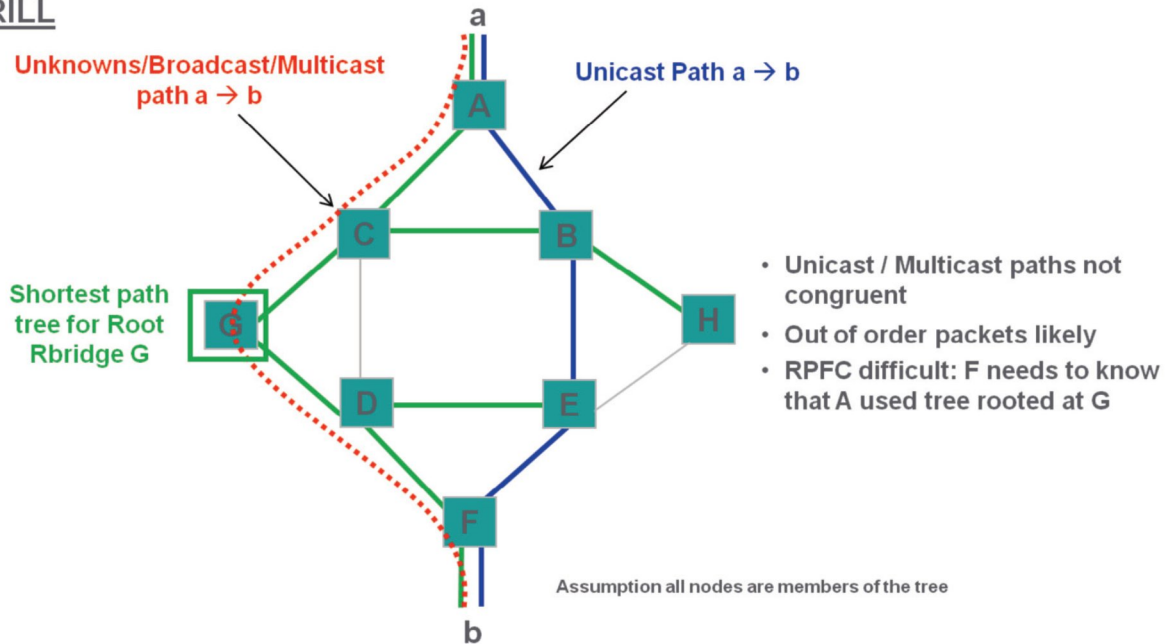 a
Unknowns/Broadcast/Multicast
path a → b
Unicast Path a → b
A
C
B
Shortest path
tree for Root
Rbridge G
G
H
• Unicast / Multicast paths not
congruent
• Out of order packets likely
• RPFC difficult: F needs to know
that A used tree rooted at G
D
E
F
Assumption all nodes are members of the tree
b